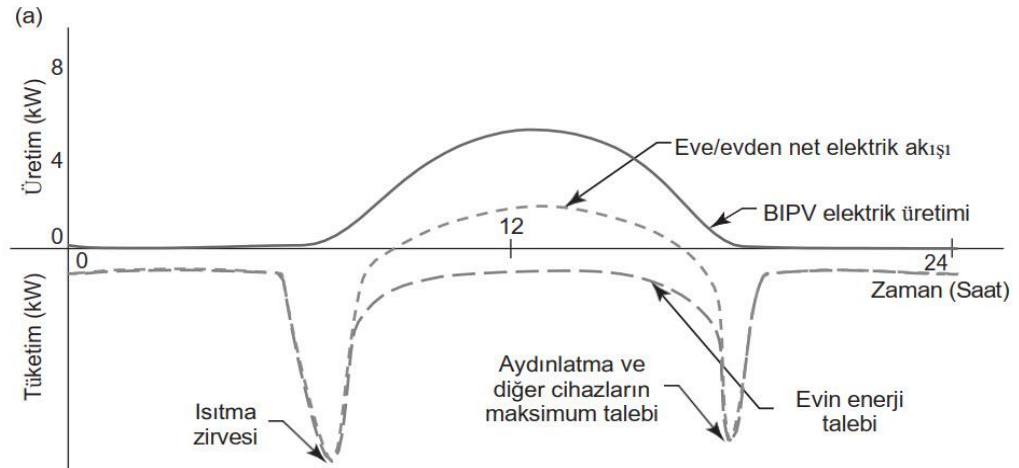 (a)
Üretim (kW)
8
4
0
Eve/evden net elektrik akışı
BIPV elektrik üretimi
12
0
24
Zaman (Saat)
Tüketim (kW)
Isıtma
zirvesi
Aydınlatma ve
diğer cihazların
maksimum talebi
Evin enerji
talebi